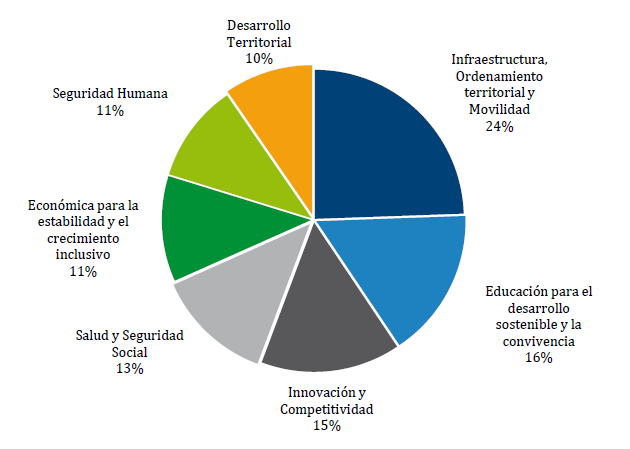 Desarrollo
Territorial
10%
Infraestructura,
Ordenamiento
territorial y
Movilidad
24%
Seguridad Humana
11%
Económica para la
estabilidad y el
crecimiento
inclusivo
11%
Educación para el
desarrollo
sostenible y la
convivencia
16%
Salud y Seguridad
Social
13%
Innovación y
Competitividad
15%